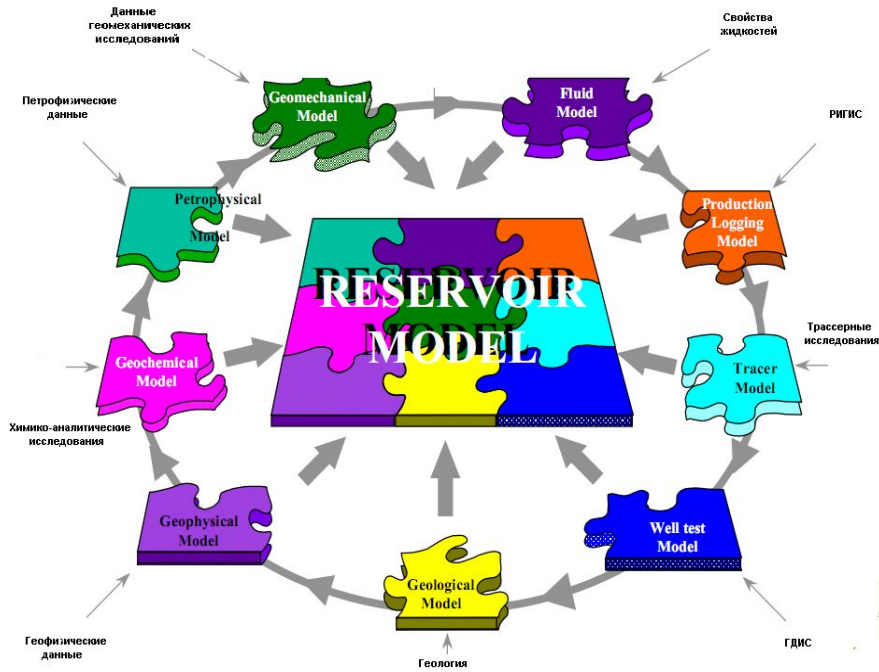 Данные
геомеханических
исследований
Свойства
жидкостей
Петрофизические
данные
Geomechanical
Model
Fluid
Model
РИГИС
Petrophysical
Model
Production
Logging
Model
RESERVOIR
MODEL
Трассерные
исследования
Geochemical
Model
Tracer
Model
Химико-аналитические
исследования
Geophysical
Model
Well test
Model
Geological
Model
Геофизические
данные
Геология
ГДИС